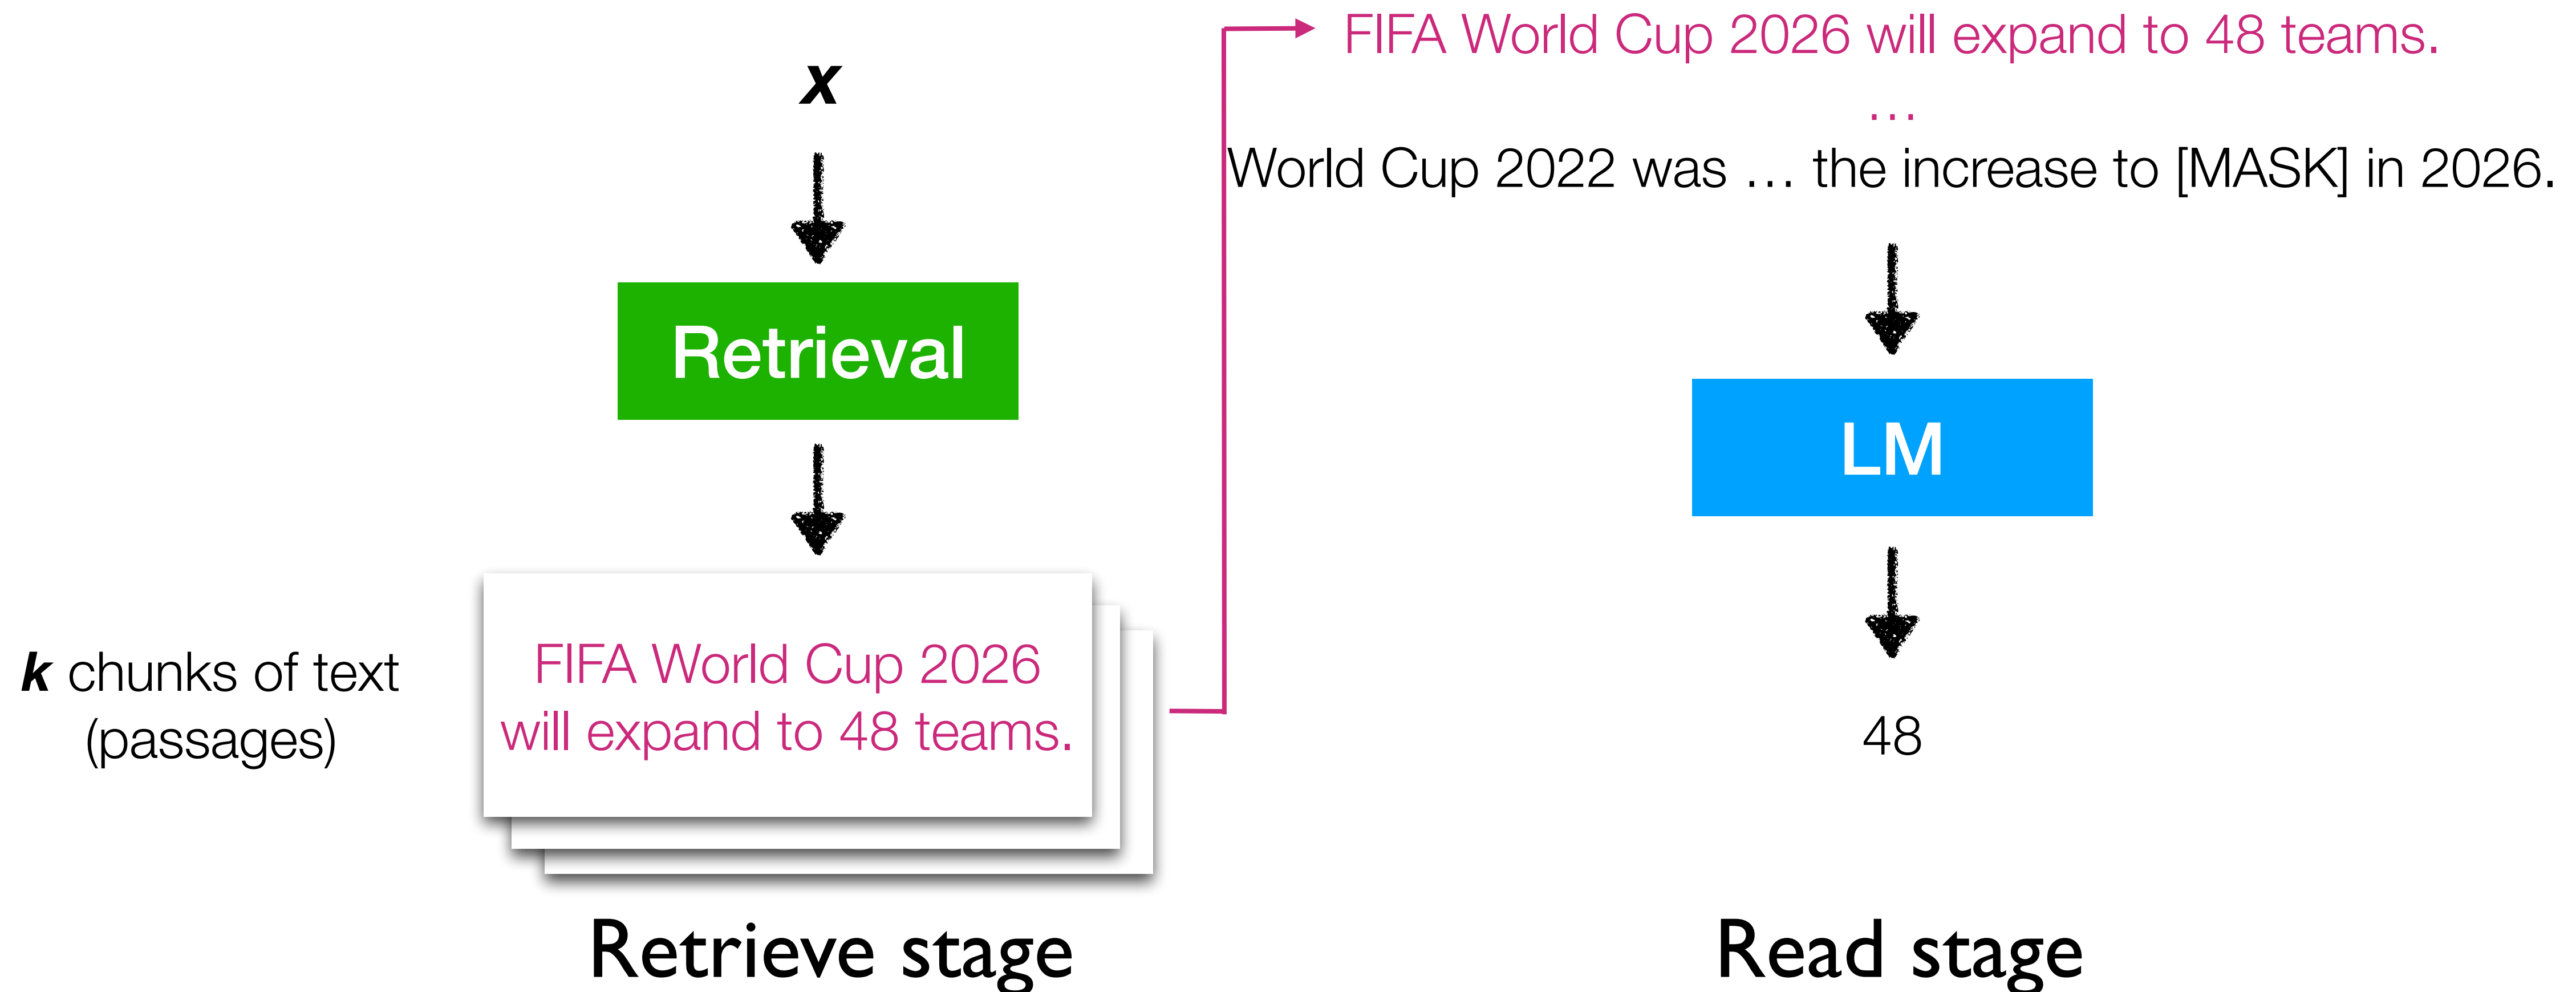 x
Retrieval
k chunks of text
(passages)
FIFA World Cup 2026
will expand to 48 teams.
Retrieve stage
FIFA World Cup 2026 will expand to 48 teams.
…
World Cup 2022 was … the increase to [MASK] in 2026.
LM
48
Read stage